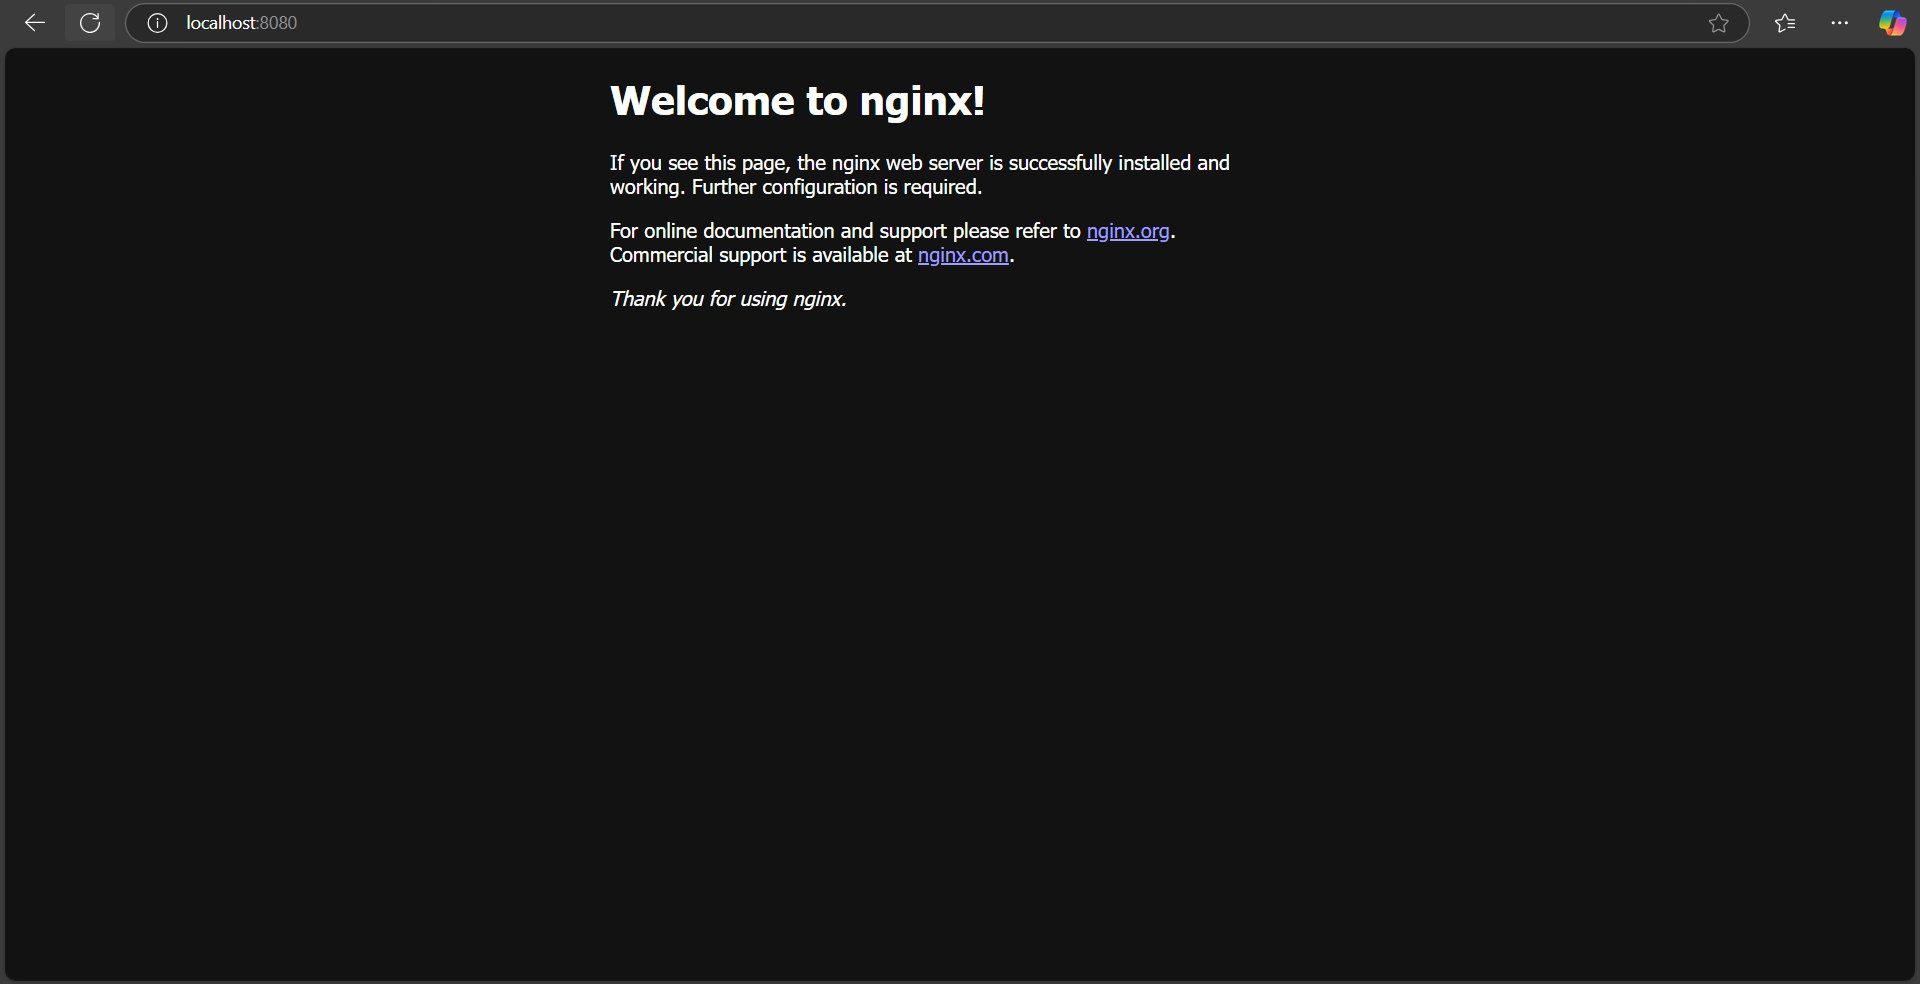 localhost:8080
Welcome to nginx!
If you see this page, the nginx web server is successfully installed and
working. Further configuration is required.
For online documentation and support please refer to nginx.org.
Commercial support is available at nginx.com.
Thank you for using nginx.